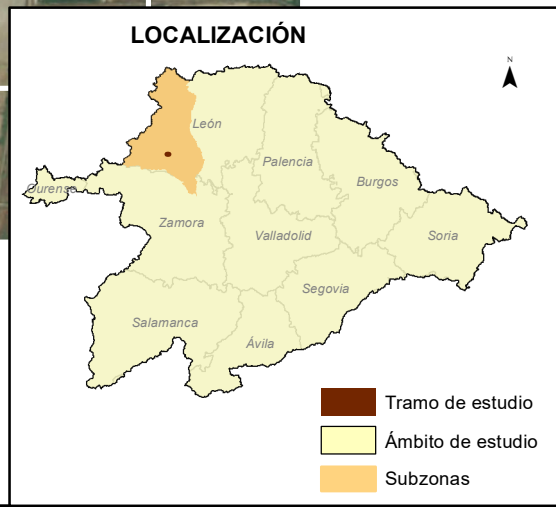 LOCALIZACIÓN
N
León
Palencia
Burgos
Ourense
Zamora
Valladolid
Soria
Segovia
Salamanca
Ávila
Tramo de estudio
Ámbito de estudio
Subzonas